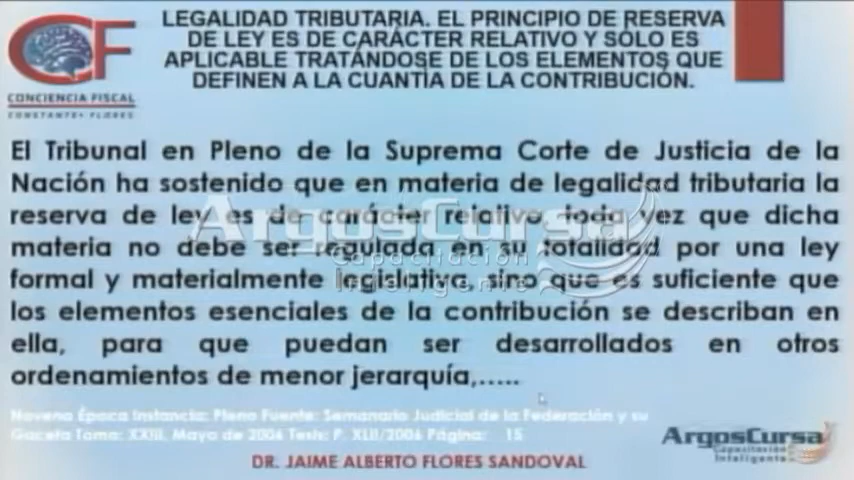 LEGALIDAD TRIBUTARIA. EL PRINCIPIO DE RESERVA
DE LEY ES DE CARÁCTER RELATIVO Y SÓLO ES
APLICABLE TRATÁNDOSE DE LOS ELEMENTOS QUE
DEFINEN A LA CUANTÍA DE LA CONTRIBUCIÓN.
CF
CONCIENCIA FISCAL
CONSTANTE • FLORES
El Tribunal en Pleno de la Suprema Corte de Justicia de la
Nación ha sostenido que en materia de legalidad tributaria la
reserva de ley es de carácter relativo, toda vez que dicha
materia no debe ser regulada en su totalidad por una ley
formal y materialmente legislativa, sino que es suficiente que
los elementos esenciales de la contribución se describan en
ella, para que puedan ser desarrollados en otros
ordenamientos de menor jerarquía,.....
ArgosCursa
Capacitación
Inteligente
Novena Época Instancia: Pleno Fuente: Semanario Judicial de la Federación y su
Gaceta Tomo: XXIII, Mayo de 2006 Tesis: P. XLII/2006 Página: 15
ArgosCursa
Capacitación
Inteligente
DR. JAIME ALBERTO FLORES SANDOVAL